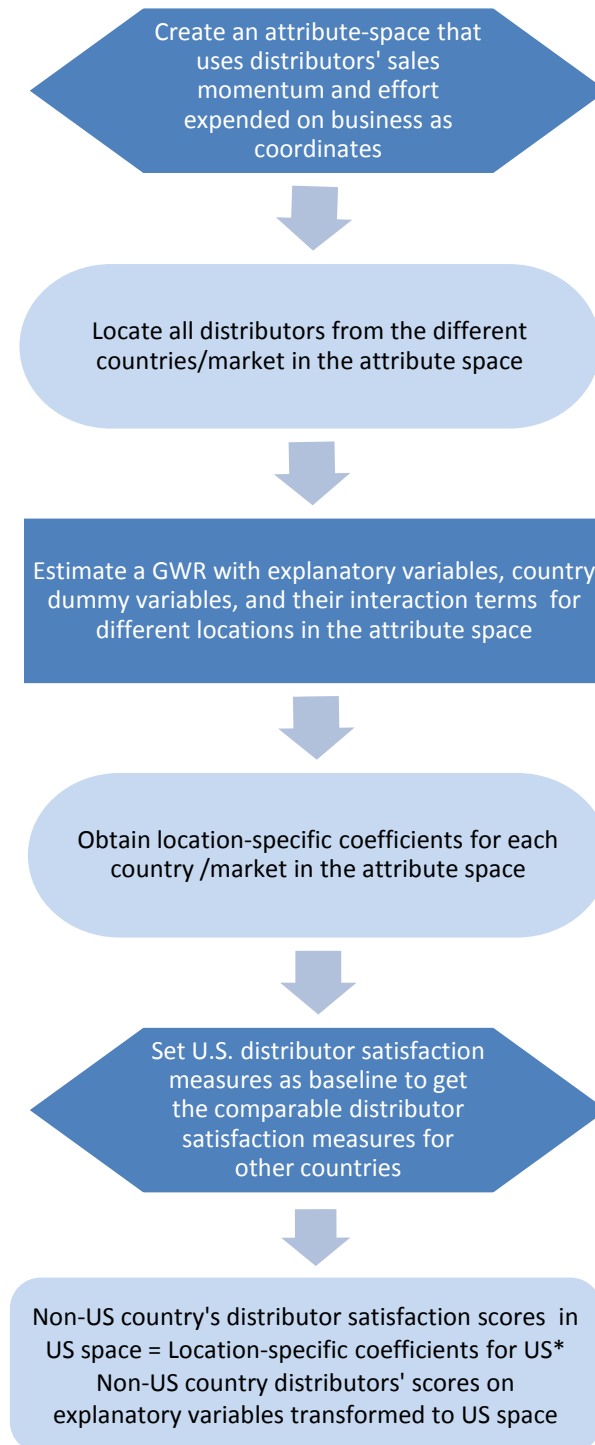 Create an attribute-space that
uses distributors' sales
momentum and effort
expended on business as
coordinates
Locate all distributors from the different
countries/market in the attribute space
Estimate a GWR with explanatory variables, country
dummy variables, and their interaction terms for
different locations in the attribute space
Obtain location-specific coefficients for each
country /market in the attribute space
Set U.S. distributor satisfaction
measures as baseline to get
the comparable distributor
satisfaction measures for
other countries
Non-US country's distributor satisfaction scores in
US space = Location-specific coefficients for US*
Non-US country distributors' scores on
explanatory variables transformed to US space